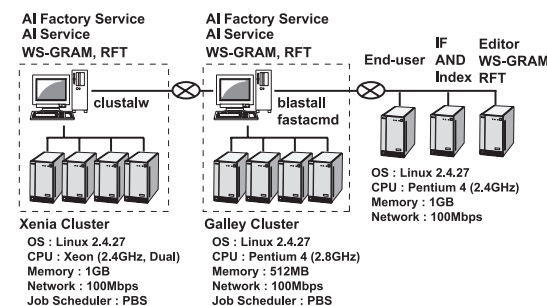 AI Factory Service
AI Service
WS-GRAM, RFT
clustalw
Xenia Cluster
OS : Linux 2.4.27
CPU : Xeon (2.4GHz, Dual)
Memory : 1GB
Network : 100Mbps
Job Scheduler : PBS
AI Factory Service
AI Service
WS-GRAM, RFT
blastall
fastacmd
Galley Cluster
OS : Linux 2.4.27
CPU : Pentium 4 (2.8GHz)
Memory : 512MB
Network : 100Mbps
Job Scheduler : PBS
End-user
IF
AND
Index
Editor
WS-GRAM
RFT
OS : Linux 2.4.27
CPU : Pentium 4 (2.4GHz)
Memory : 1GB
Network : 100Mbps